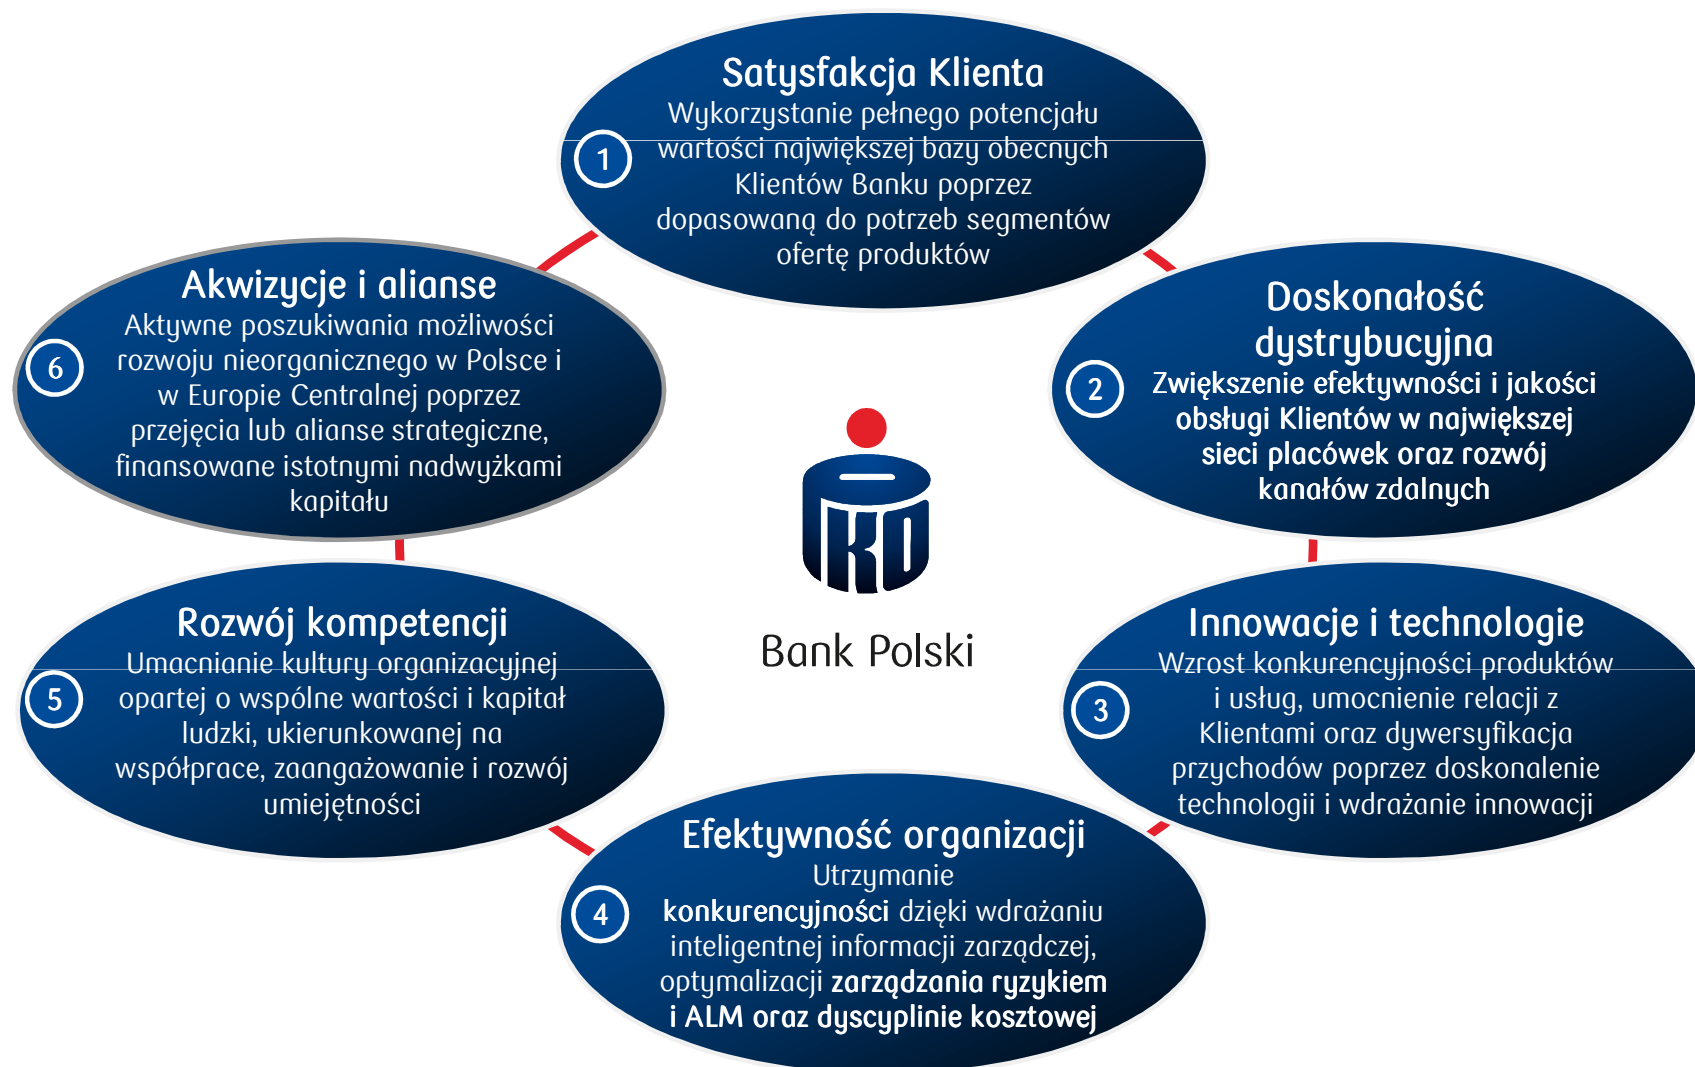 Satysfakcja Klienta
Wykorzystanie pełnego potencjału
wartości największej bazy obecnych
Klientów Banku poprzez
dopasowaną do potrzeb segmentów
ofertę produktów
1
Doskonałość
dystrybucyjna
Zwiększenie efektywności i jakości
obsługi Klientów w największej
sieci placówek oraz rozwój
kanałów zdalnych
2
Innowacje i technologie
Wzrost konkurencyjności produktów
i usług, umocnienie relacji z
Klientami oraz dywersyfikacja
przychodów poprzez doskonalenie
technologii i wdrażanie innowacji
3
Efektywność organizacji
Utrzymanie
konkurencyjności dzięki wdrażaniu
inteligentnej informacji zarządczej,
optymalizacji zarządzania ryzykiem
i ALM oraz dyscyplinie kosztowej
4
Rozwój kompetencji
Umacnianie kultury organizacyjnej
opartej o wspólne wartości i kapitał
ludzki, ukierunkowanej na
współprace, zaangażowanie i rozwój
umiejętności
5
Akwizycje i alianse
Aktywne poszukiwania możliwości
rozwoju nieorganicznego w Polsce i
w Europie Centralnej poprzez
przejęcia lub alianse strategiczne,
finansowane istotnymi nadwyżkami
kapitału
6
PKO
Bank Polski